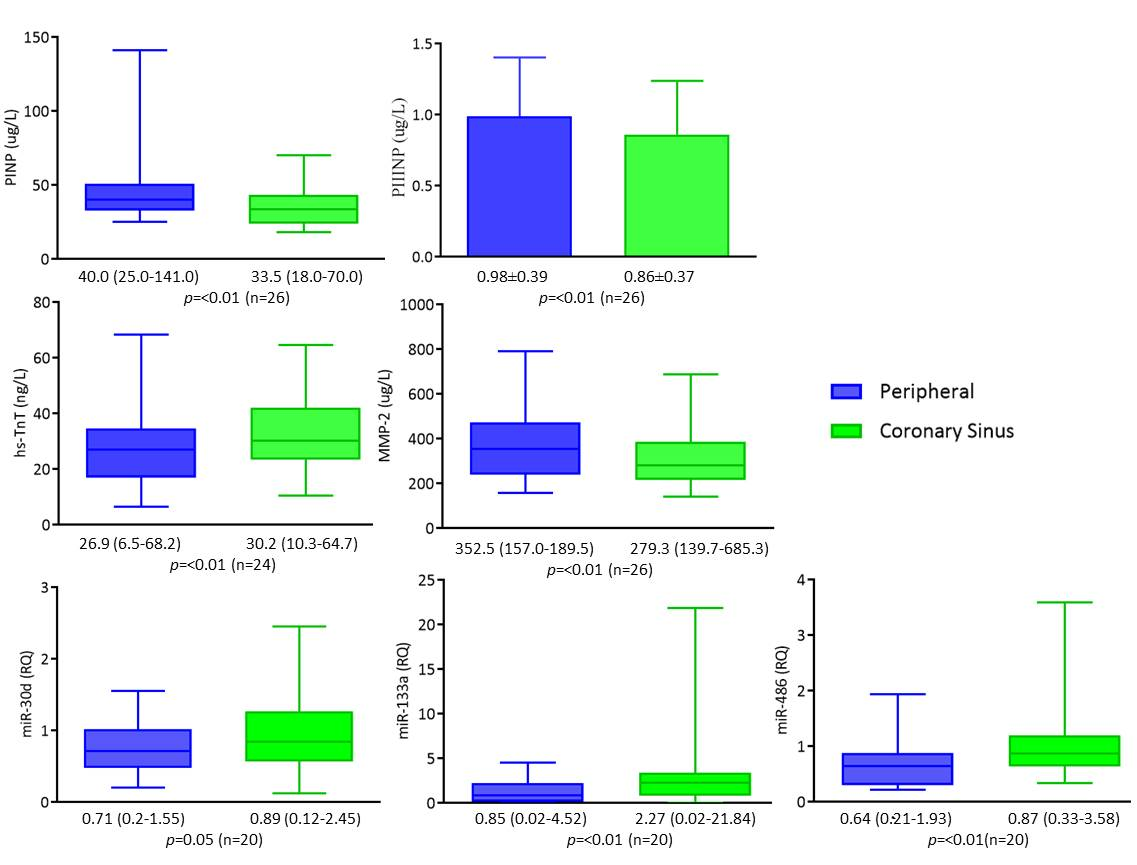 150
100
50
0
PINP (ug/L)
40.0 (25.0-141.0) 33.5 (18.0-70.0)
p=<0.01 (n=26)
1.5
1.0
0.5
0.0
PIIINP (ug/L)
0.98±0.39 0.86±0.37
p=<0.01 (n=26)
80
60
40
20
0
hs-TnT (ng/L)
26.9 (6.5-68.2) 30.2 (10.3-64.7)
p=<0.01 (n=24)
1000
800
600
400
200
0
MMP-2 (ug/L)
352.5 (157.0-189.5) 279.3 (139.7-685.3)
p=<0.01 (n=26)
Peripheral
Coronary Sinus
3
2
1
0
miR-30d (RQ)
0.71 (0.2-1.55) 0.89 (0.12-2.45)
p=0.05 (n=20)
25
20
15
10
5
0
miR-133a (RQ)
0.85 (0.02-4.52) 2.27 (0.02-21.84)
p=<0.01 (n=20)
4
3
2
1
0
miR-486 (RQ)
0.64 (0.21-1.93) 0.87 (0.33-3.58)
p=<0.01(n=20)